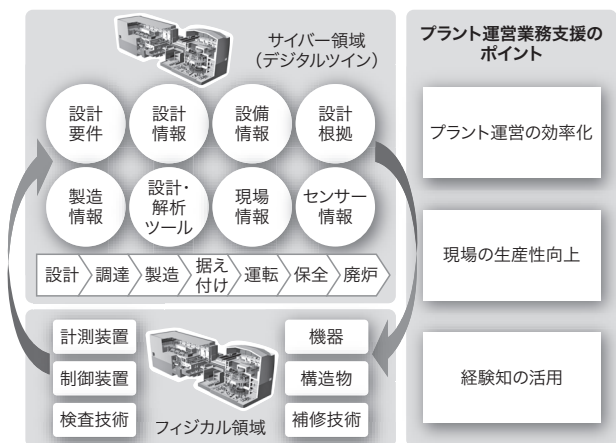 サイバー領域
（デジタルツイン）
設計
要件
設計
情報
設備
情報
設計
根拠
製造
情報
設計・
解析
ツール
現場
情報
センサー
情報
設計
調達
製造
据え
付け
運転
保全
廃炉
計測装置
制御装置
検査技術
フィジカル領域
機器
構造物
補修技術
プラント運営業務支援の
ポイント
プラント運営の効率化
現場の生産性向上
経験知の活用